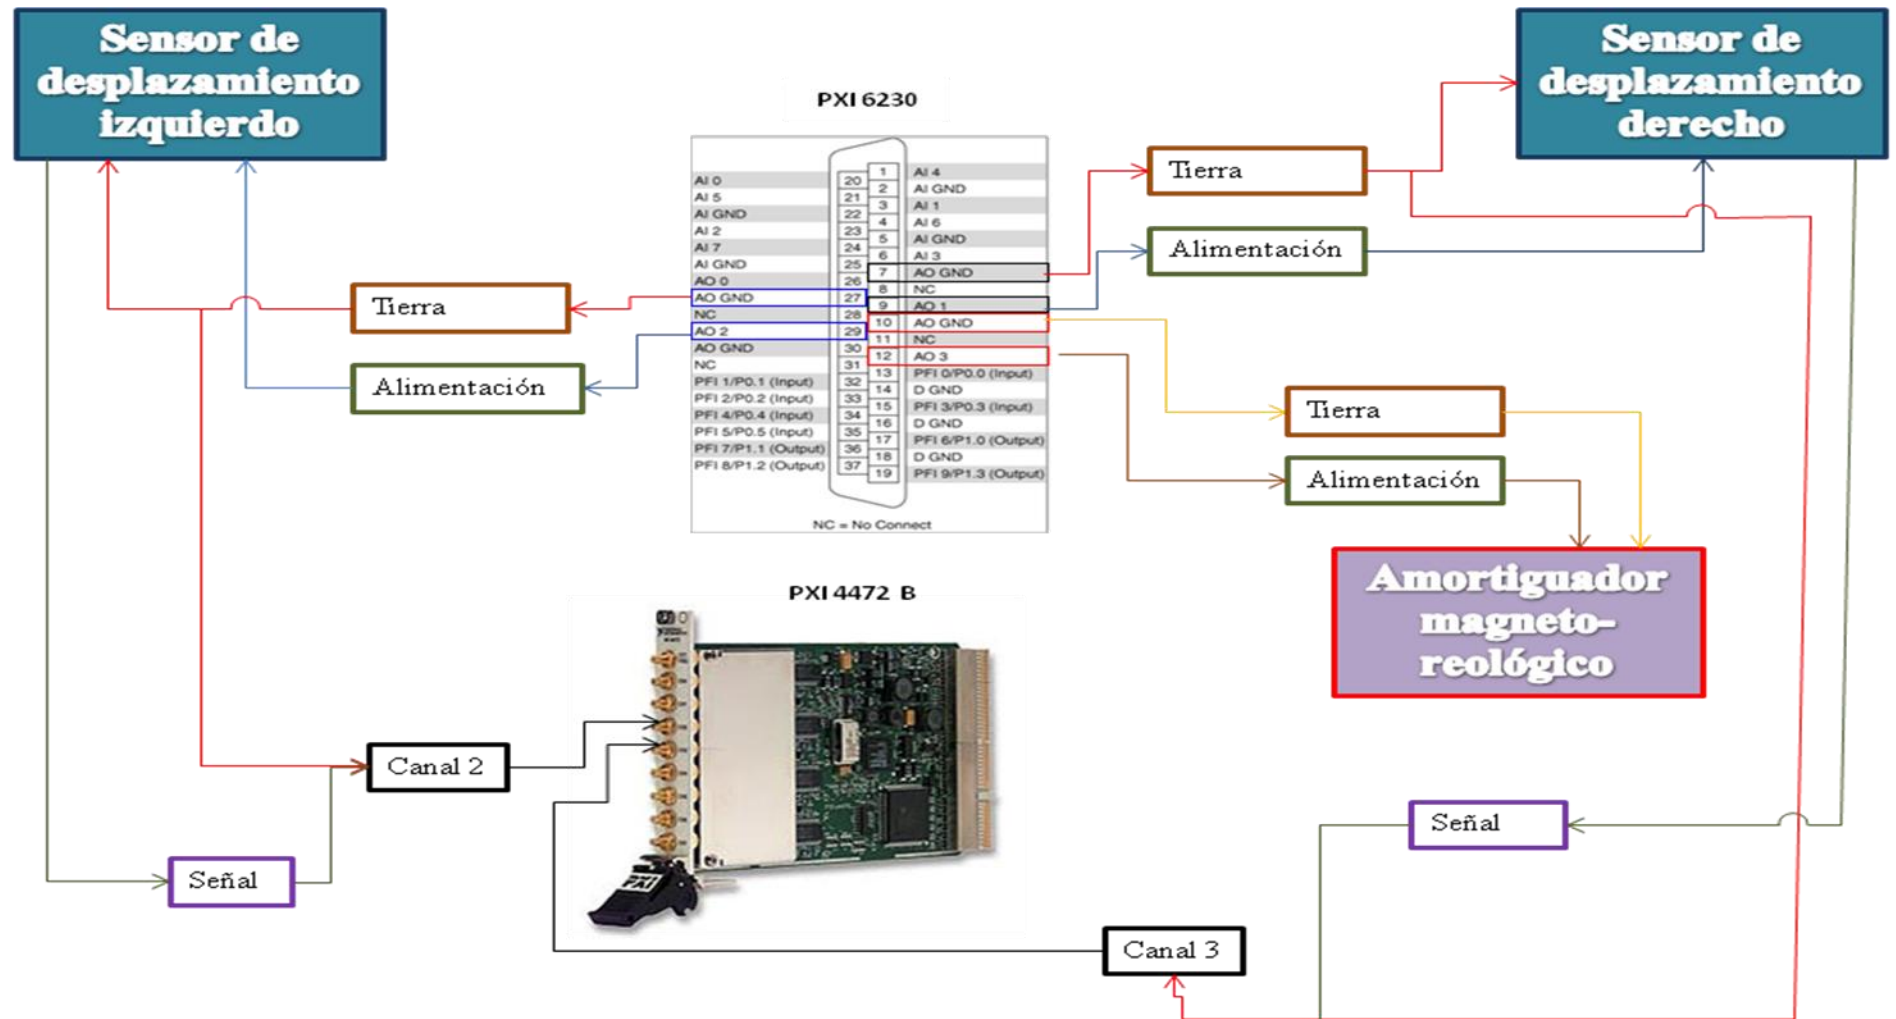 Sensor de
desplazamiento
izquierdo
Sensor de
desplazamiento
derecho
PXI 6230
AI 0
AI 5
AI GND
AI 2
AI 7
AI GND
AO 0
AO GND
NC
AO 2
AO GND
NC
PFI 1/P0.1 (Input)
PFI 2/P0.2 (Input)
PFI 4/P0.4 (Input)
PFI 5/P0.5 (Input)
PFI 7/P1.1 (Output)
PFI 8/P1.2 (Output)
20
21
22
23
24
25
26
27
28
29
30
31
32
33
34
35
36
37
1
2
3
4
5
6
7
8
9
10
11
12
13
14
15
16
17
18
19
AI 4
AI GND
AI 1
AI 6
AI GND
AI 3
AO GND
NC
AO 1
AO GND
NC
AO 3
PFI 0/P0.0 (Input)
D GND
PFI 3/P0.3 (Input)
D GND
PFI 6/P1.0 (Output)
D GND
PFI 9/P1.3 (Output)
NC = No Connect
Tierra
Alimentación
Tierra
Alimentación
Tierra
Alimentación
Amortiguador
magneto-
reológico
PXI 4472 B
Canal 2
Señal
Señal
Canal 3
PXI